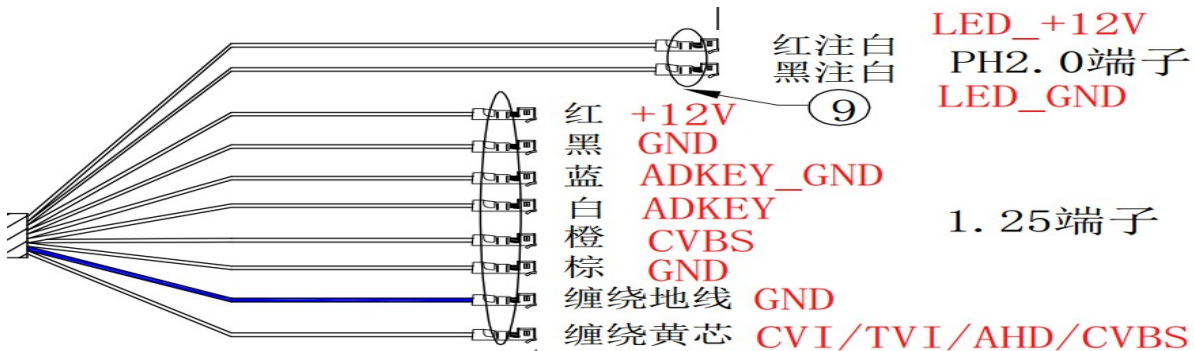 红注白 LED_+12V
黑注白 PH2.0端子
LED_GND
9
红 +12V
黑 GND
蓝 ADKEY_GND
白 ADKEY
橙 CVBS
棕 GND
缠绕地线 GND
缠绕黄芯 CVI/TVI/AHD/CVBS
1.25端子